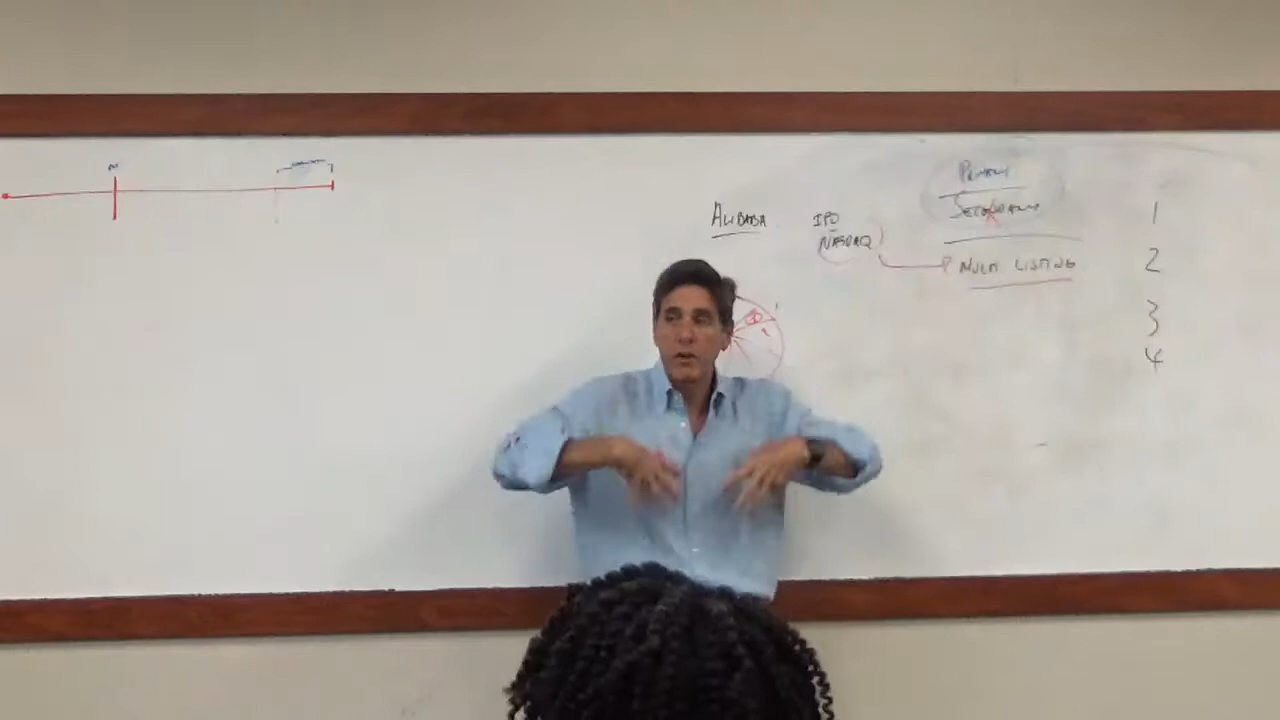 PRIMARY
SECONDARY
ALIBABA
IPO
NASDAQ
MULTI LISTING
1
2
3
4